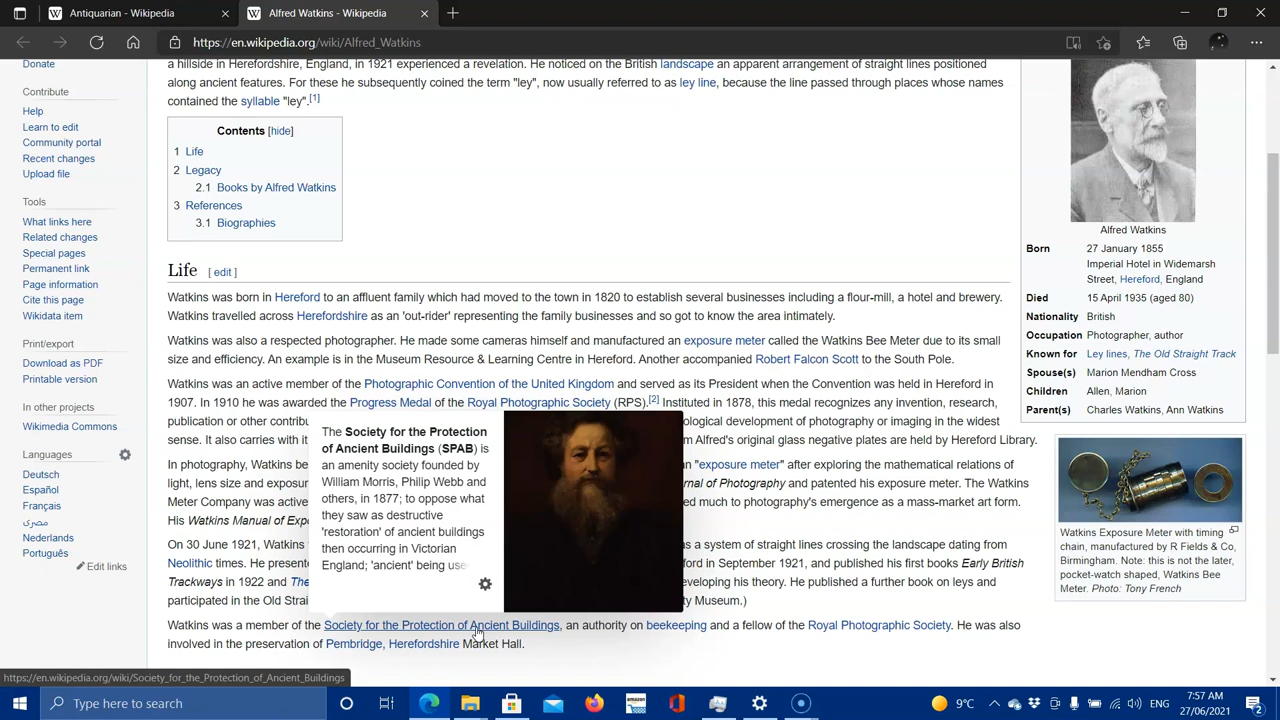 Antiquarian - Wikipedia
Alfred Watkins - Wikipedia
https://en.wikipedia.org/wiki/Alfred_Watkins
Donate
Contribute
Help
Learn to edit
Community portal
Recent changes
Upload file
Tools
What links here
Related changes
Special pages
Permanent link
Page information
Cite this page
Wikidata item
Print/export
Download as PDF
Printable version
In other projects
Wikimedia Commons
Languages
Deutsch
Español
Français
مصرى
Nederlands
Português
Edit links
a hillside in Herefordshire, England, in 1921 experienced a revelation. He noticed on the British landscape an apparent arrangement of straight lines positioned
along ancient features. For these he subsequently coined the term "ley", now usually referred to as ley line, because the line passed through places whose names
contained the syllable "ley".[1]
Contents [hide]
1 Life
2 Legacy
2.1 Books by Alfred Watkins
3 References
3.1 Biographies
Life [ edit ]
Watkins was born in Hereford to an affluent family which had moved to the town in 1820 to establish several businesses including a flour-mill, a hotel and brewery.
Watkins travelled across Herefordshire as an 'out-rider' representing the family businesses and so got to know the area intimately.
Watkins was also a respected photographer. He made some cameras himself and manufactured an exposure meter called the Watkins Bee Meter due to its small
size and efficiency. An example is in the Museum Resource & Learning Centre in Hereford. Another accompanied Robert Falcon Scott to the South Pole.
Watkins was an active member of the Photographic Convention of the United Kingdom and served as its President when the Convention was held in Hereford in
1907. In 1910 he was awarded the Progress Medal of the Royal Photographic Society (RPS).[2] Instituted in 1878, this medal recognizes any invention, research,
publication or other contribu ological development of photography or imaging in the widest
sense. It also carries with it m Alfred's original glass negative plates are held by Hereford Library.
In photography, Watkins be n "exposure meter" after exploring the mathematical relations of
light, lens size and exposure nal of Photography and patented his exposure meter. The Watkins
Meter Company was active ed much to photography's emergence as a mass-market art form.
His Watkins Manual of Exp
On 30 June 1921, Watkins s a system of straight lines crossing the landscape dating from
Neolithic times. He presente ford in September 1921, and published his first books Early British
Trackways in 1922 and The eveloping his theory. He published a further book on leys and
participated in the Old Strai ty Museum.)
Watkins was a member of the Society for the Protection of Ancient Buildings, an authority on beekeeping and a fellow of the Royal Photographic Society. He was also
involved in the preservation of Pembridge, Herefordshire Market Hall.
The Society for the Protection
of Ancient Buildings (SPAB) is
an amenity society founded by
William Morris, Philip Webb and
others, in 1877; to oppose what
they saw as destructive
'restoration' of ancient buildings
then occurring in Victorian
England; 'ancient' being use
Alfred Watkins
Born 27 January 1855
Imperial Hotel in Widemarsh
Street, Hereford, England
Died 15 April 1935 (aged 80)
Nationality British
Occupation Photographer, author
Known for Ley lines, The Old Straight Track
Spouse(s) Marion Mendham Cross
Children Allen, Marion
Parent(s) Charles Watkins, Ann Watkins
Watkins Exposure Meter with timing
chain, manufactured by R Fields & Co,
Birmingham. Note: this is not the later,
pocket-watch shaped, Watkins Bee
Meter. Photo: Tony French
https://en.wikipedia.org/wiki/Society_for_the_Protection_of_Ancient_Buildings
Type here to search
amazon
9°C
ENG
7:57 AM
27/06/2021
2